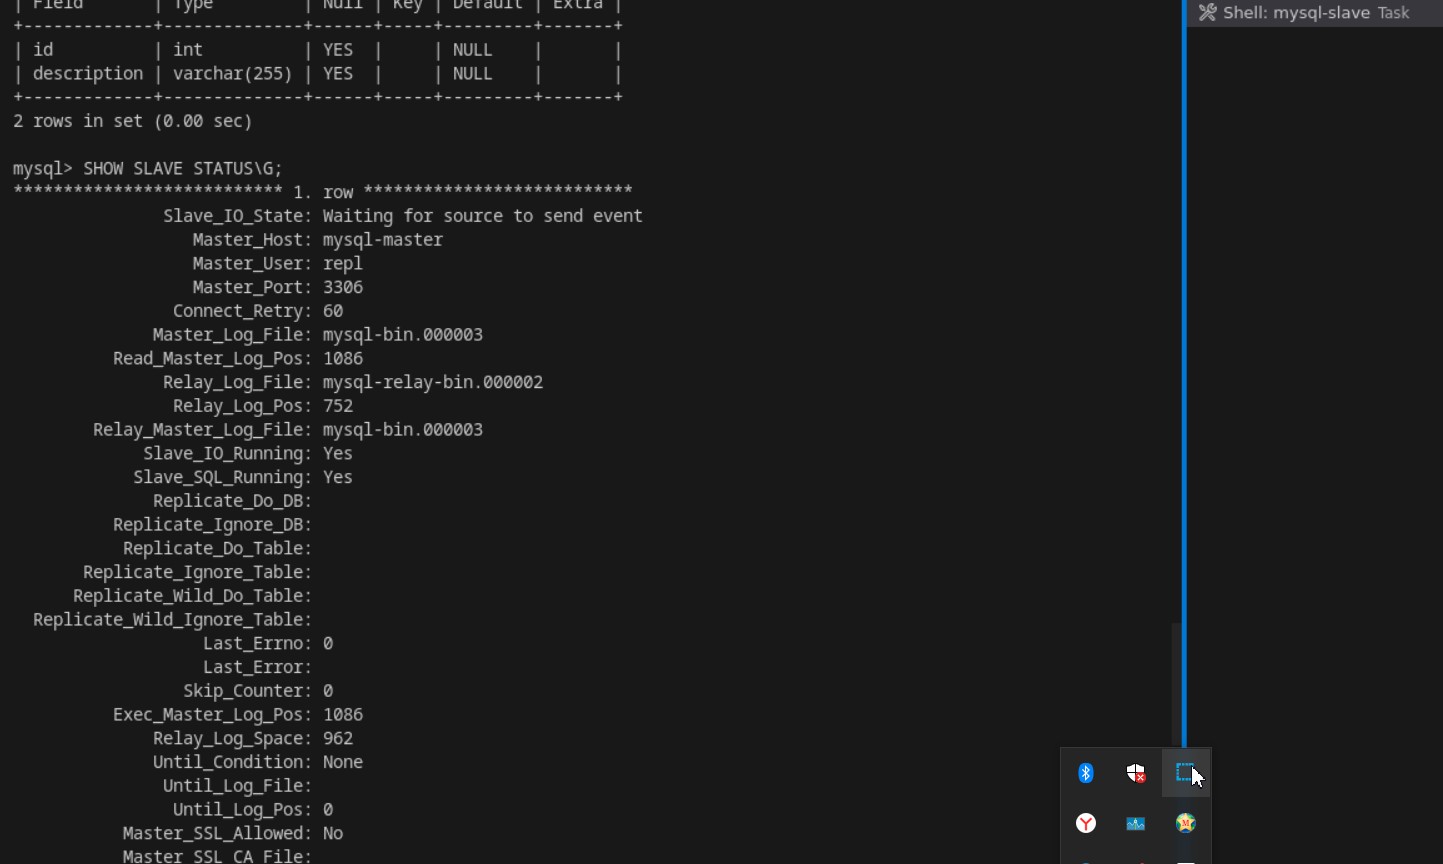 | Field       | Type         | Null | Key | Default | Extra |
+-------------+--------------+------+-----+---------+-------+
| id          | int          | YES  |     | NULL    |       |
| description | varchar(255) | YES  |     | NULL    |       |
+-------------+--------------+------+-----+---------+-------+
2 rows in set (0.00 sec)
mysql> SHOW SLAVE STATUS\G;
*************************** 1. row ***************************
Slave_IO_State: Waiting for source to send event
Master_Host: mysql-master
Master_User: repl
Master_Port: 3306
Connect_Retry: 60
Master_Log_File: mysql-bin.000003
Read_Master_Log_Pos: 1086
Relay_Log_File: mysql-relay-bin.000002
Relay_Log_Pos: 752
Relay_Master_Log_File: mysql-bin.000003
Slave_IO_Running: Yes
Slave_SQL_Running: Yes
Replicate_Do_DB:
Replicate_Ignore_DB:
Replicate_Do_Table:
Replicate_Ignore_Table:
Replicate_Wild_Do_Table:
Replicate_Wild_Ignore_Table:
Last_Errno: 0
Last_Error:
Skip_Counter: 0
Exec_Master_Log_Pos: 1086
Relay_Log_Space: 962
Until_Condition: None
Until_Log_File:
Until_Log_Pos: 0
Master_SSL_Allowed: No
Master_SSL_CA_File:
Shell: mysql-slave Task